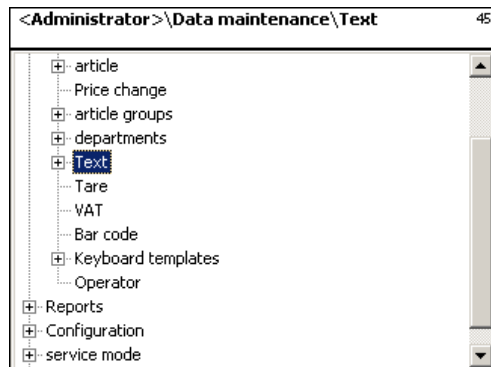 <Administrator>\Data maintenance\Text 45
article
Price change
article groups
departments
Text
Tare
VAT
Bar code
Keyboard templates
Operator
Reports
Configuration
service mode